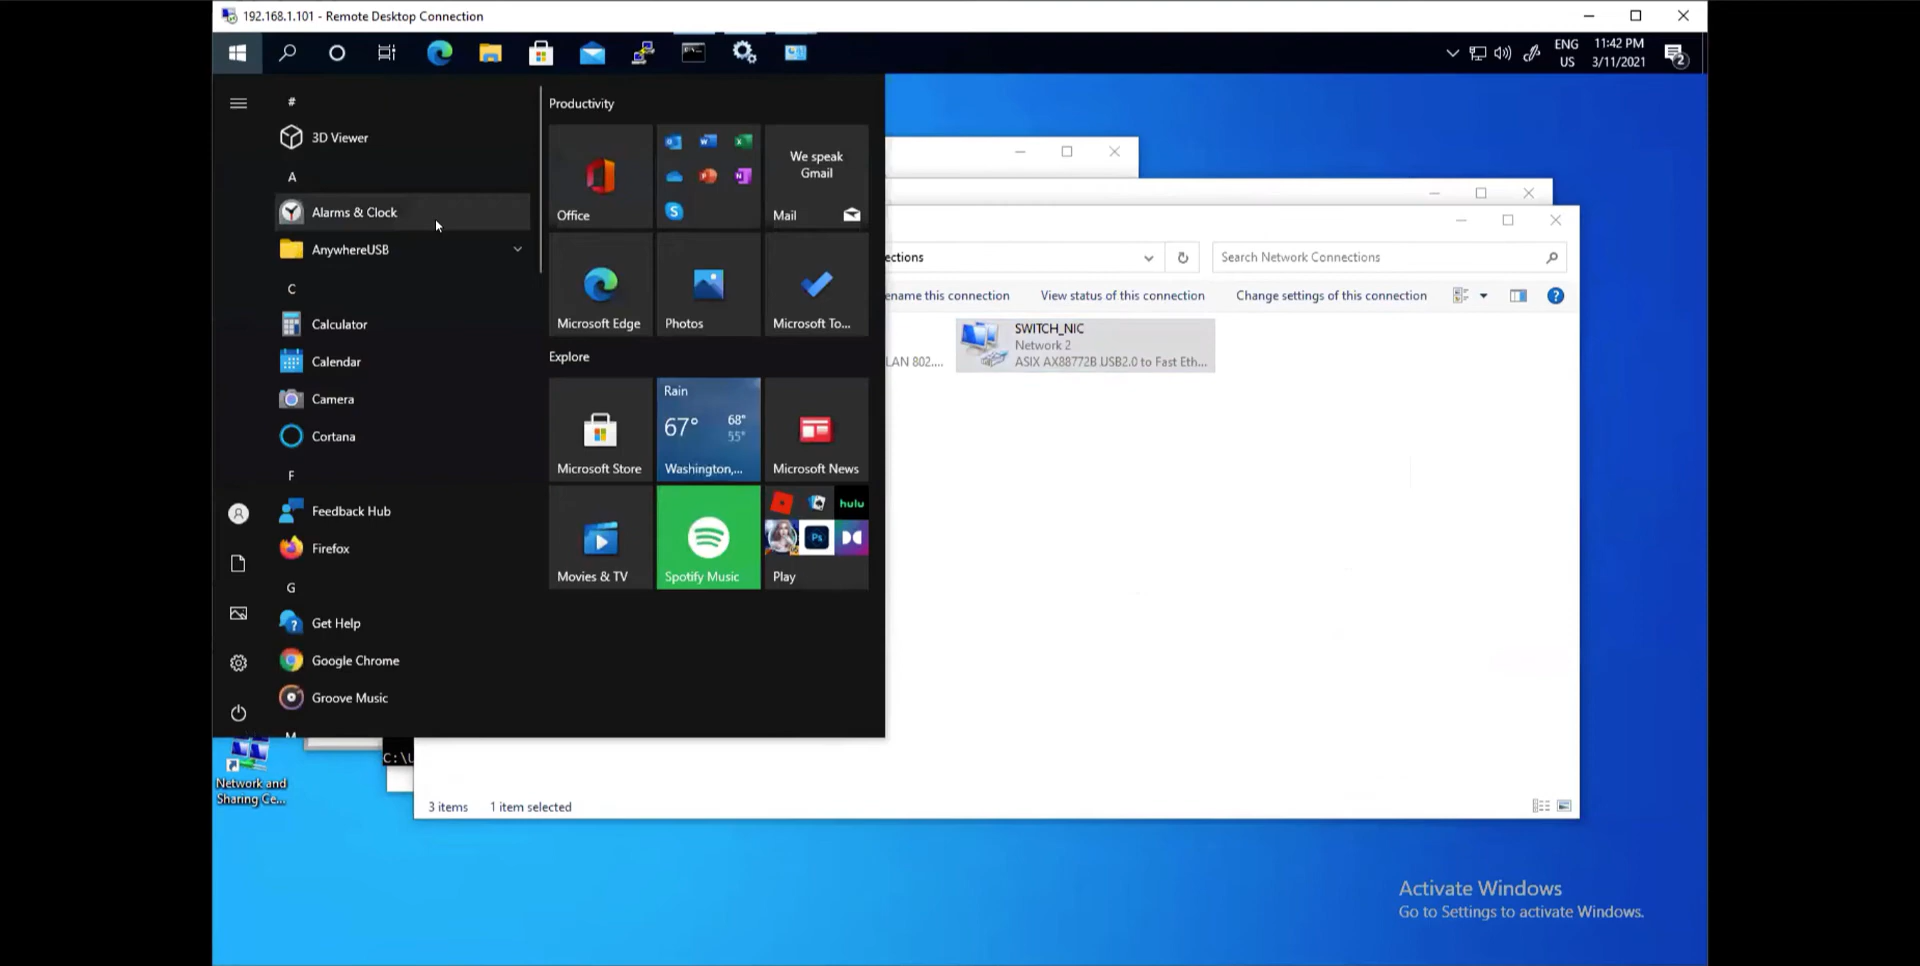 192.168.1.101 - Remote Desktop Connection
ENG
US
11:42 PM
3/11/2021
2
#
3D Viewer
A
Alarms & Clock
AnywhereUSB
C
Calculator
Calendar
Camera
Cortana
F
Feedback Hub
Firefox
G
Get Help
Google Chrome
Groove Music
M
Productivity
Office
We speak
Gmail
Mail
Microsoft Edge
Photos
Microsoft To...
Explore
Microsoft Store
Rain
67°
68°
55°
Washington,...
Microsoft News
Movies & TV
Spotify Music
hulu
Ps
Play
ections
Search Network Connections
ename this connection
View status of this connection
Change settings of this connection
LAN 802....
SWITCH_NIC
Network 2
ASIX AX88772B USB2.0 to Fast Eth...
C:\U
Network and
Sharing Ce...
3 items
1 item selected
Activate Windows
Go to Settings to activate Windows.